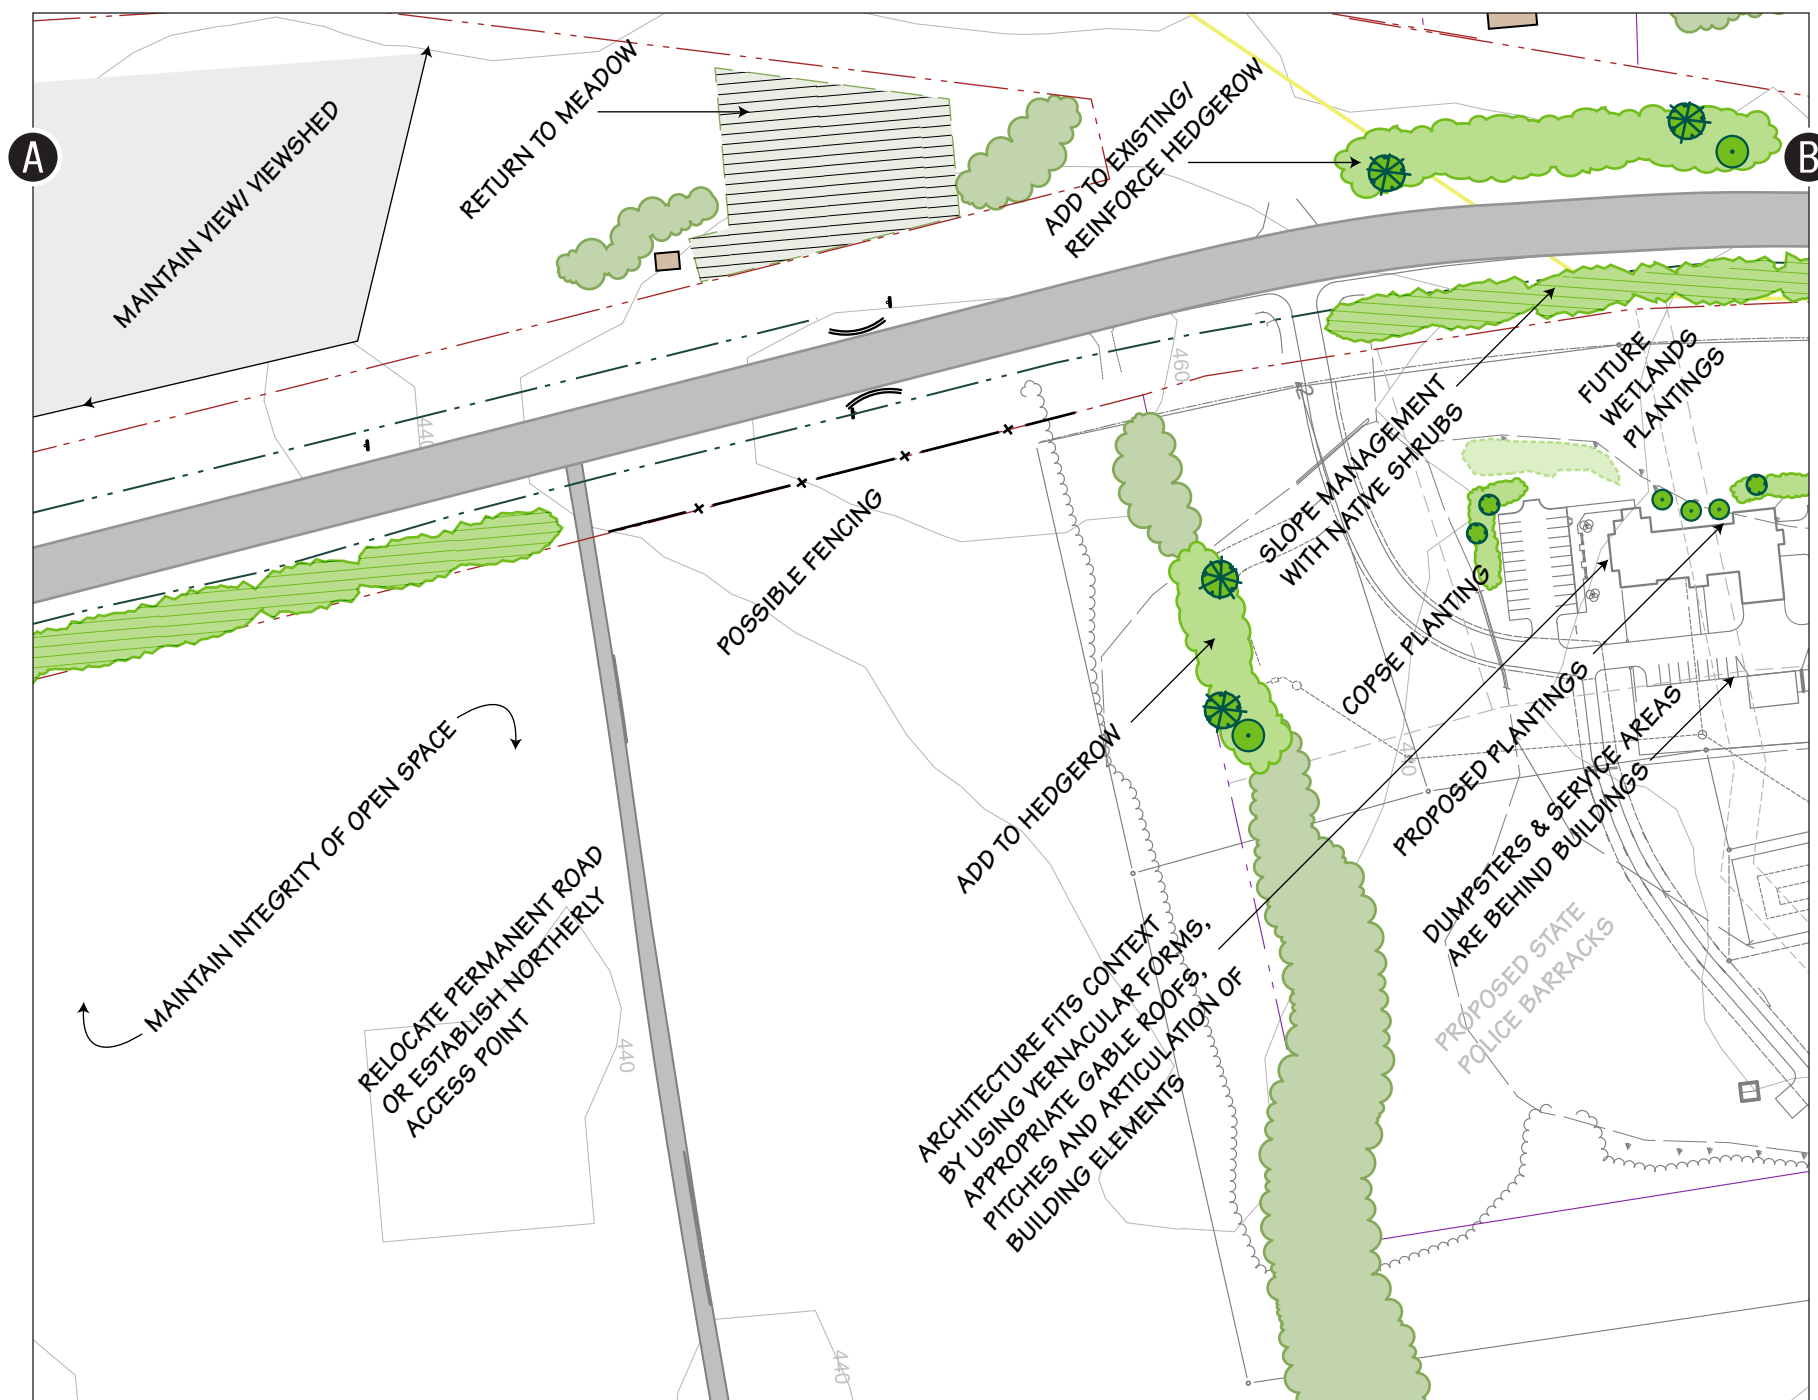 A
B
MAINTAIN VIEW/ VIEWSHED
RETURN TO MEADOW
ADD TO EXISTING/
REINFORCE HEDGEROW
440
460
2
FUTURE
WETLANDS
PLANTINGS
SLOPE MANAGEMENT
WITH NATIVE SHRUBS
POSSIBLE FENCING
COPSE PLANTING
MAINTAIN INTEGRITY OF OPEN SPACE
ADD TO HEDGEROW
PROPOSED PLANTINGS
DUMPSTERS & SERVICE AREAS
ARE BEHIND BUILDINGS
RELOCATE PERMANENT ROAD
OR ESTABLISH NORTHERLY
ACCESS POINT
440
ARCHITECTURE FITS CONTEXT
BY USING VERNACULAR FORMS,
APPROPRIATE GABLE ROOFS,
PITCHES AND ARTICULATION OF
BUILDING ELEMENTS
PROPOSED STATE
POLICE BARRACKS
440